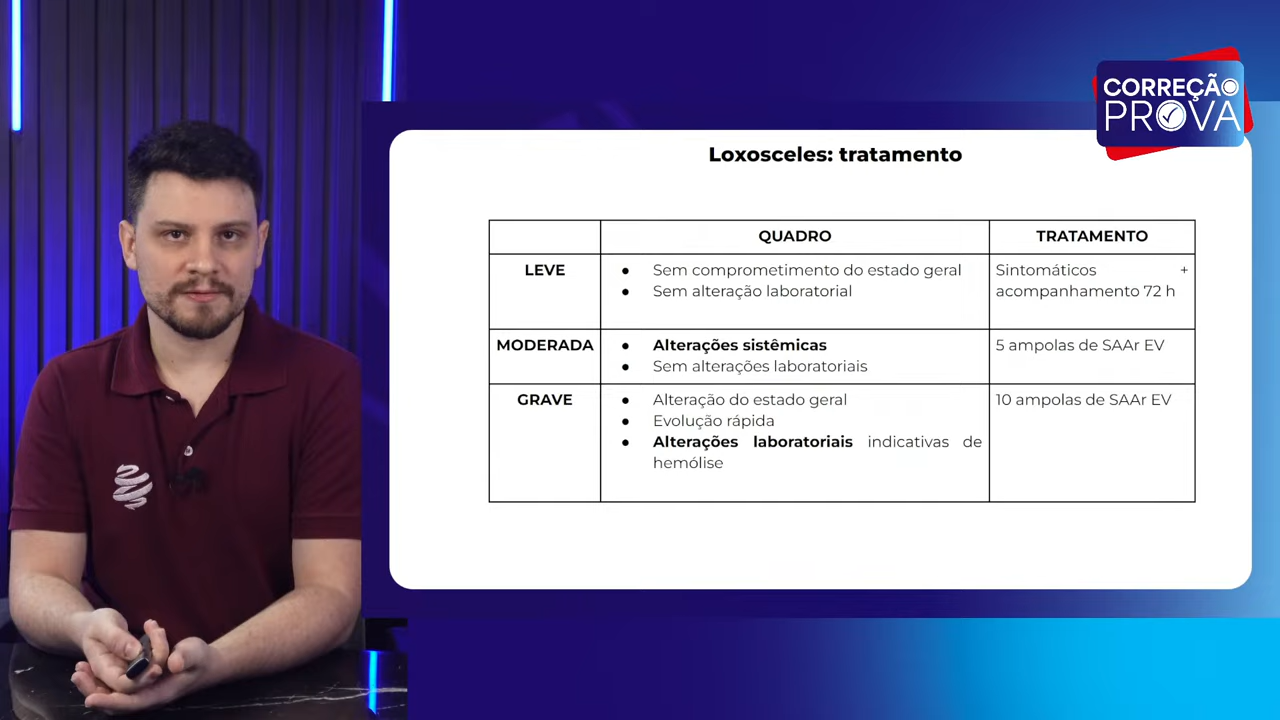 CORREÇÃO
PROVA
Loxosceles: tratamento
QUADRO
TRATAMENTO
LEVE
● Sem comprometimento do estado geral
● Sem alteração laboratorial
Sintomáticos +
acompanhamento 72 h
MODERADA
● Alterações sistêmicas
● Sem alterações laboratoriais
5 ampolas de SAAr EV
GRAVE
● Alteração do estado geral
● Evolução rápida
● Alterações laboratoriais indicativas de
hemólise
10 ampolas de SAAr EV